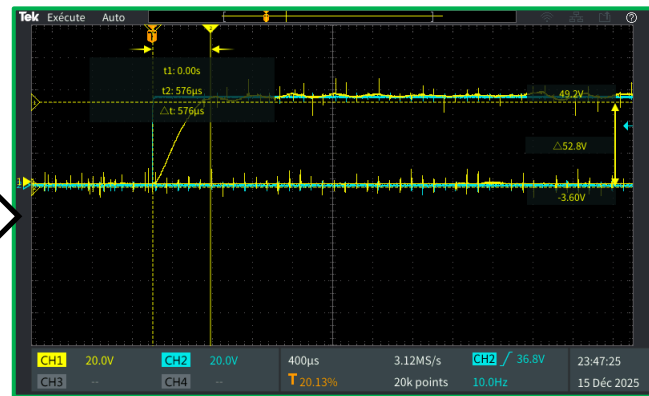 Tek Exécute Auto
T
t1: 0.00s
t2: 576µs
△t: 576µs
49.2V
△52.8V
-3.60V
1
CH1 20.0V CH2 20.0V 400µs 3.12MS/s CH2 36.8V 23:47:25
CH3 -- CH4 -- T 20.13% 20k points 10.0Hz 15 Déc 2025